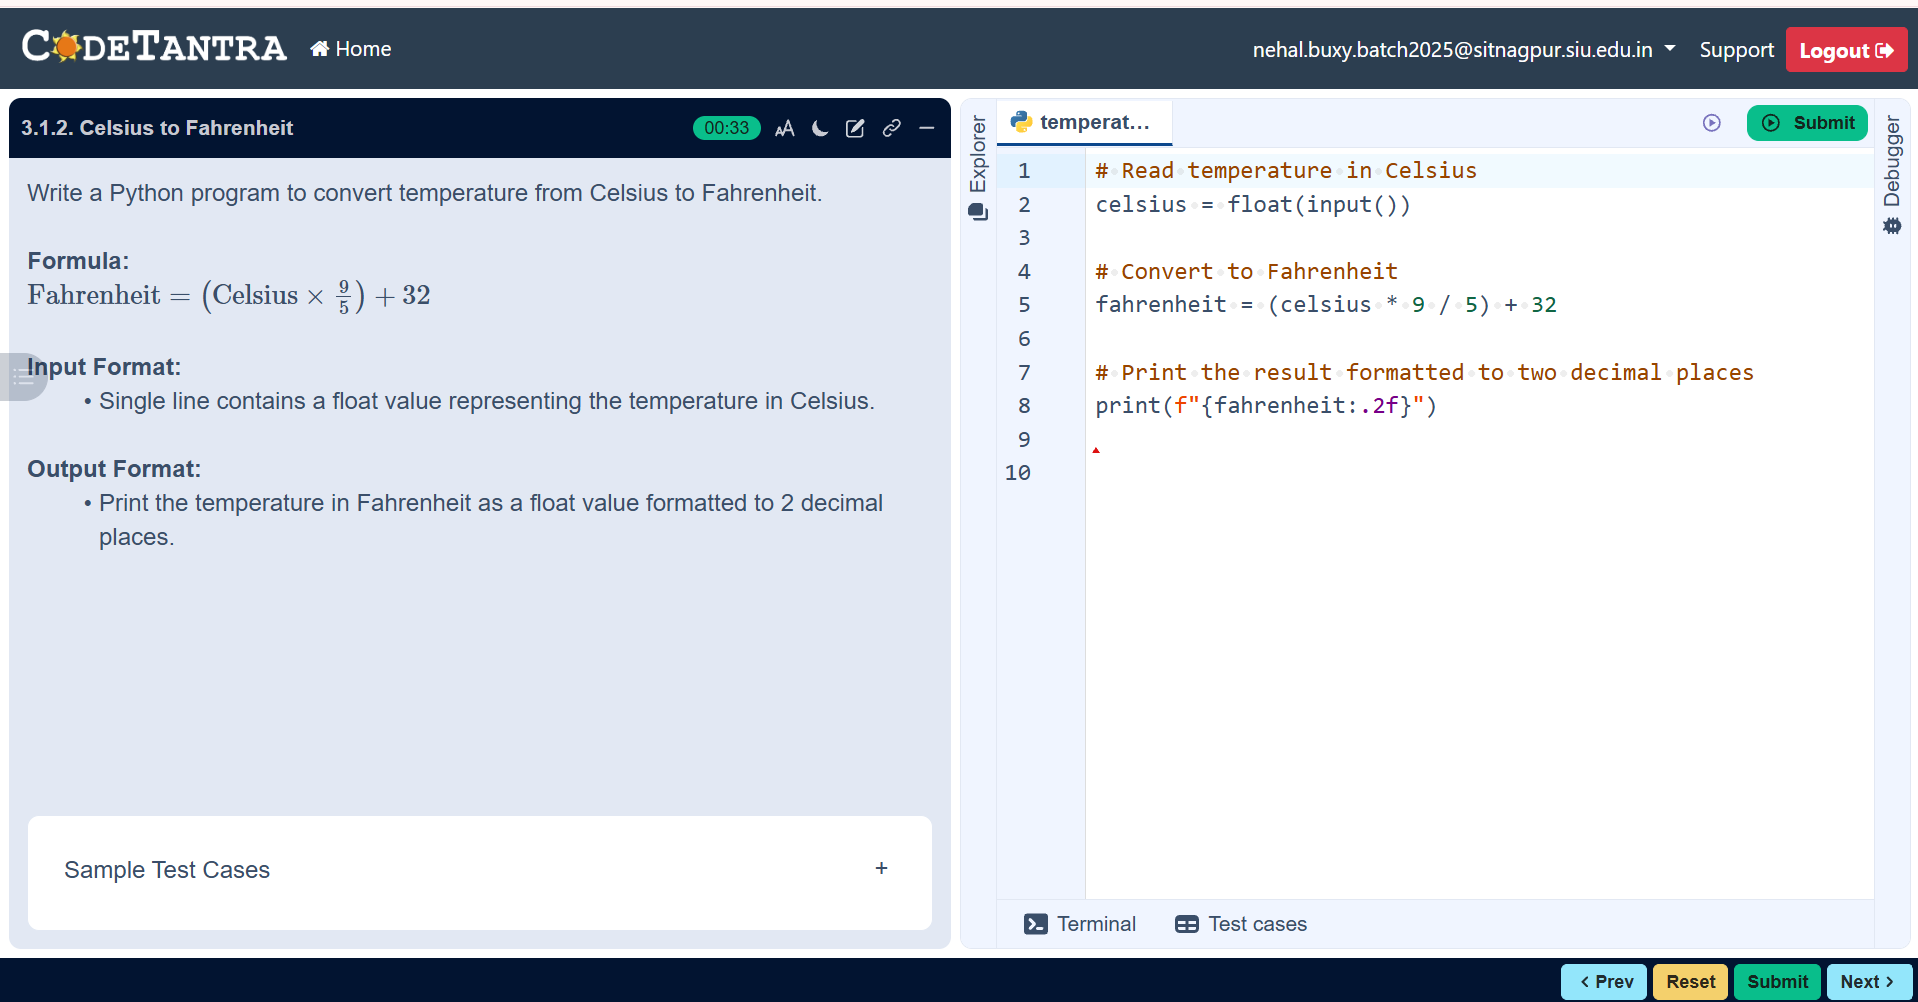 CODETANTRA
Home
nehal.buxy.batch2025@sitnagpur.siu.edu.in
Support
Logout
3.1.2. Celsius to Fahrenheit
00:33
AA
Write a Python program to convert temperature from Celsius to Fahrenheit.
Formula:
Fahrenheit = (Celsius × 9/5) + 32
Input Format:
• Single line contains a float value representing the temperature in Celsius.
Output Format:
• Print the temperature in Fahrenheit as a float value formatted to 2 decimal
places.
Sample Test Cases
+
Explorer
temperat...
Submit
Debugger
1 # Read temperature in Celsius
2 celsius = float(input())
3
4 # Convert to Fahrenheit
5 fahrenheit = (celsius * 9 / 5) + 32
6
7 # Print the result formatted to two decimal places
8 print(f"{fahrenheit:.2f}")
9
10
Terminal
Test cases
< Prev
Reset
Submit
Next >